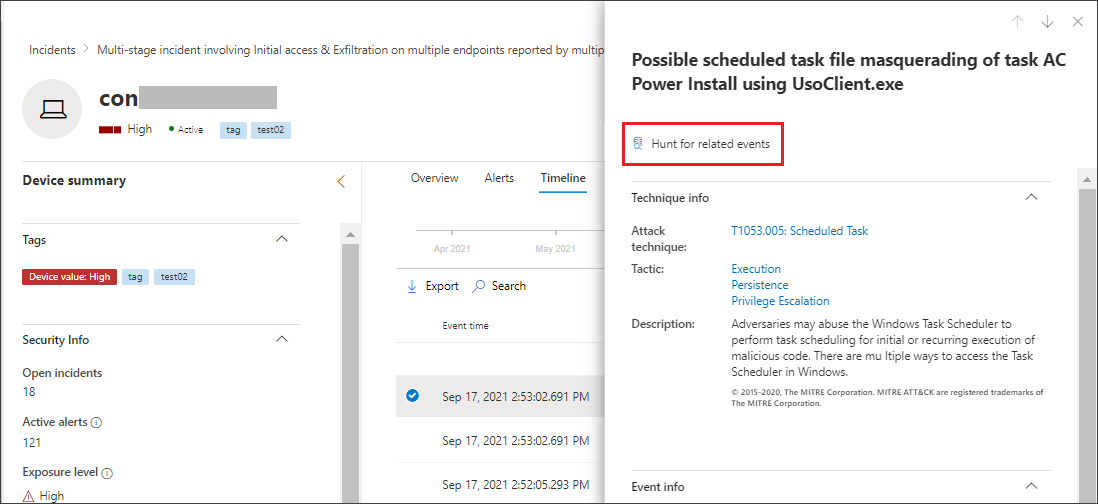 Incidents > Multi-stage incident involving Initial access & Exfiltration on multiple endpoints reported by multip
con
High Active tag test02
Device summary
Tags
Device value: High tag test02
Security Info
Open incidents
18
Active alerts
121
Exposure level
High
Overview Alerts Timeline
Apr 2021 May 2021
Export Search
Event time
Sep 17, 2021 2:53:02.691 PM
Sep 17, 2021 2:53:02.691 PM
Sep 17, 2021 2:52:05.293 PM
Possible scheduled task file masquerading of task AC
Power Install using UsoClient.exe
Hunt for related events
Technique info
Attack T1053.005: Scheduled Task
technique:
Tactic: Execution
Persistence
Privilege Escalation
Description: Adversaries may abuse the Windows Task Scheduler to
perform task scheduling for initial or recurring execution of
malicious code. There are mu ltiple ways to access the Task
Scheduler in Windows.
© 2015-2020, The MITRE Corporation. MITRE ATT&CK are registered trademarks of
The MITRE Corporation.
Event info